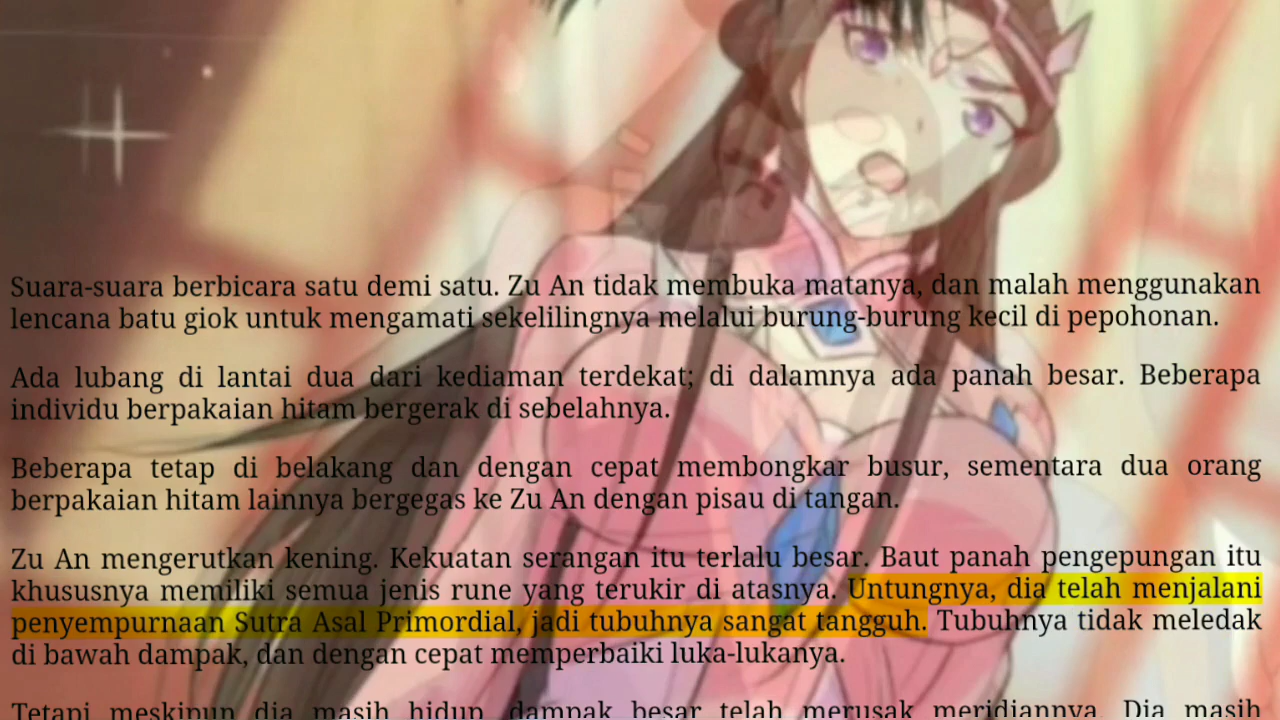 Suara-suara berbicara satu demi satu. Zu An tidak membuka matanya, dan malah menggunakan
lencana batu giok untuk mengamati sekelilingnya melalui burung-burung kecil di pepohonan.
Ada lubang di lantai dua dari kediaman terdekat; di dalamnya ada panah besar. Beberapa
individu berpakaian hitam bergerak di sebelahnya.
Beberapa tetap di belakang dan dengan cepat membongkar busur, sementara dua orang
berpakaian hitam lainnya bergegas ke Zu An dengan pisau di tangan.
Zu An mengerutkan kening. Kekuatan serangan itu terlalu besar. Baut panah pengepungan itu
khususnya memiliki semua jenis rune yang terukir di atasnya. Untungnya, dia telah menjalani
penyempurnaan Sutra Asal Primordial, jadi tubuhnya sangat tangguh. Tubuhnya tidak meledak
di bawah dampak, dan dengan cepat memperbaiki luka-lukanya.
Tetapi meskipun dia masih hidup, dampak besar telah merusak meridiannya. Dia masih